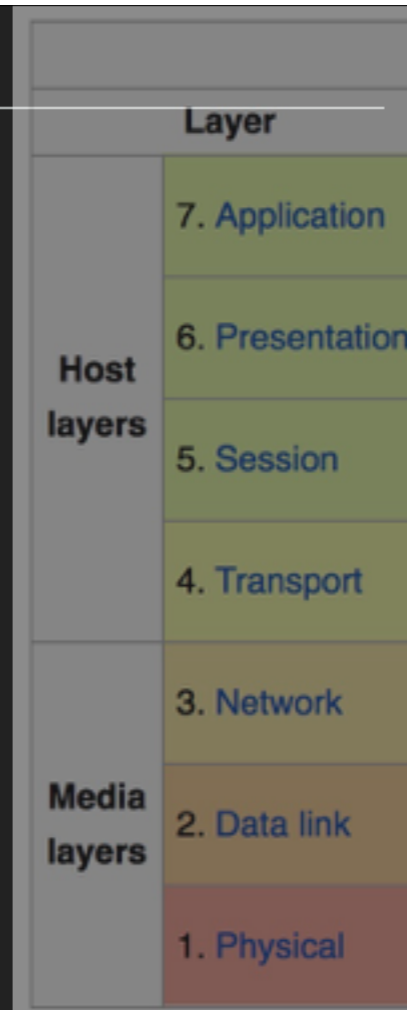 Layer
Host
layers
7. Application
6. Presentation
5. Session
4. Transport
Media
layers
3. Network
2. Data link
1. Physical